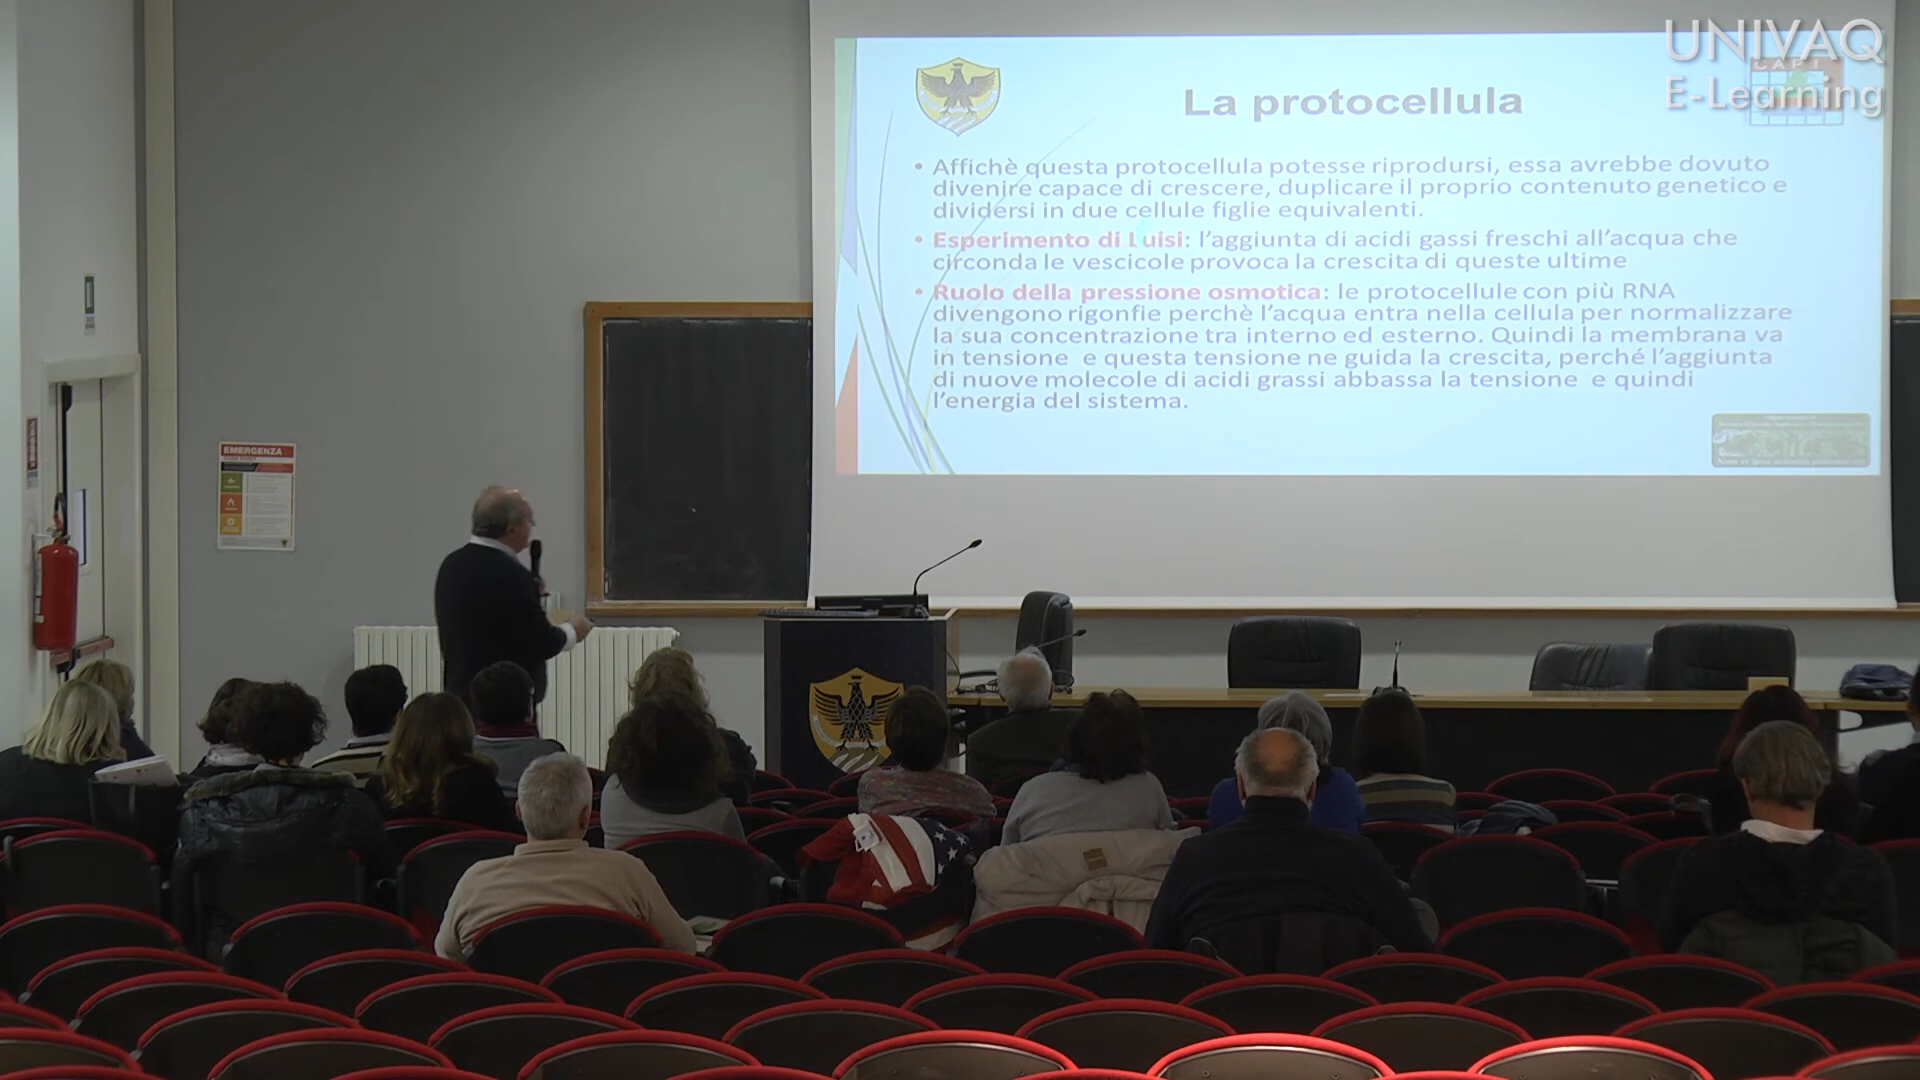 UNIVAQ
E-Learning
La protocellula
• Affichè questa protocellula potesse riprodursi, essa avrebbe dovuto
divenire capace di crescere, duplicare il proprio contenuto genetico e
dividersi in due cellule figlie equivalenti.
• Esperimento di Luisi: l'aggiunta di acidi gassi freschi all'acqua che
circonda le vescicole provoca la crescita di queste ultime
• Ruolo della pressione osmotica: le protocellule con più RNA
divengono rigonfie perchè l'acqua entra nella cellula per normalizzare
la sua concentrazione tra interno ed esterno. Quindi la membrana va
in tensione e questa tensione ne guida la crescita, perché l'aggiunta
di nuove molecole di acidi grassi abbassa la tensione e quindi
l'energia del sistema.
EMERGENZA